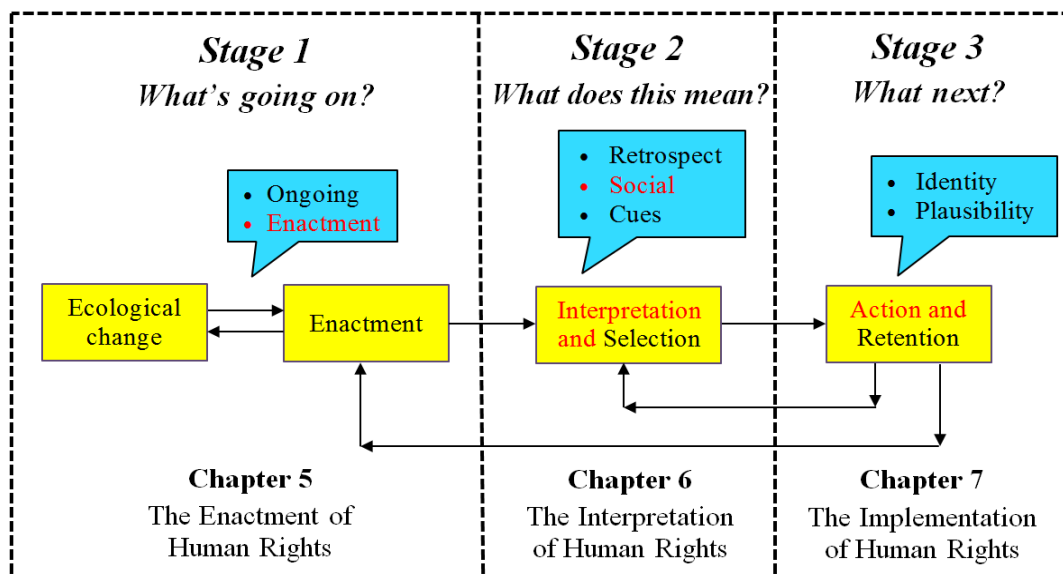 Stage 1
What's going on?
• Ongoing
• Enactment
Ecological
change
Enactment
Chapter 5
The Enactment of
Human Rights
Stage 2
What does this mean?
• Retrospect
• Social
• Cues
Interpretation
and Selection
Chapter 6
The Interpretation
of Human Rights
Stage 3
What next?
• Identity
• Plausibility
Action and
Retention
Chapter 7
The Implementation
of Human Rights